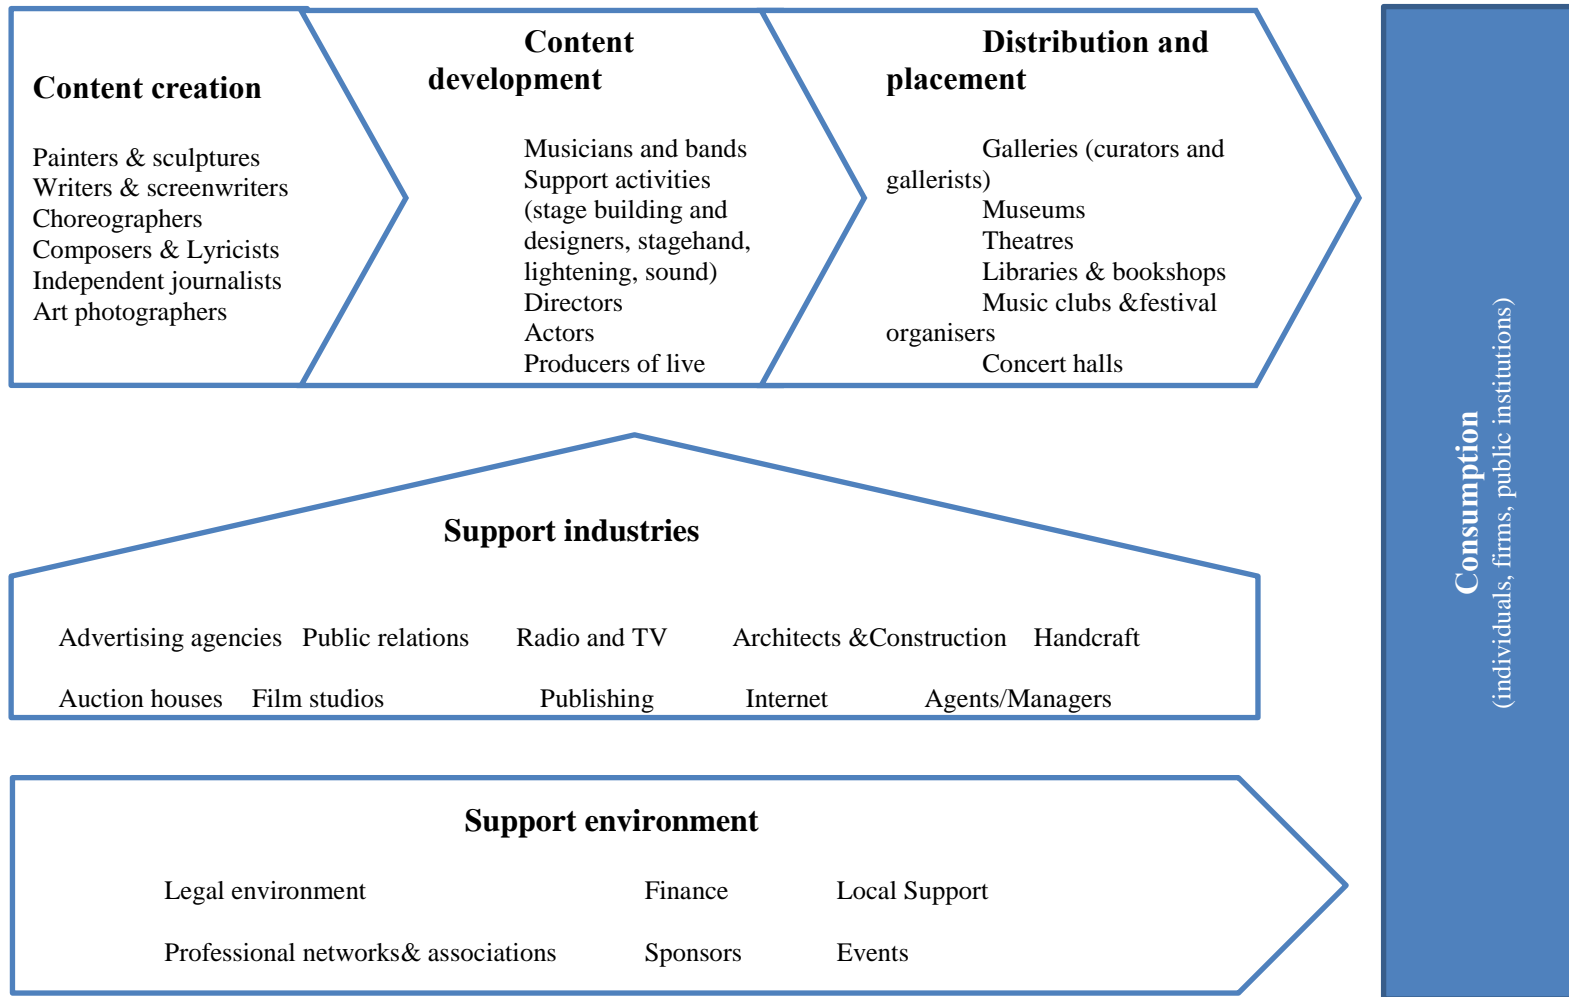 Content creation
Painters & sculptures
Writers & screenwriters
Choreographers
Composers & Lyricists
Independent journalists
Art photographers
Content
development
Musicians and bands
Support activities
(stage building and
designers, stagehand,
lightening, sound)
Directors
Actors
Producers of live
Distribution and
placement
Galleries (curators and
gallerists)
Museums
Theatres
Libraries & bookshops
Music clubs &festival
organisers
Concert halls
Support industries
Advertising agencies Public relations Radio and TV Architects &Construction Handcraft
Auction houses Film studios Publishing Internet Agents/Managers
Support environment
Legal environment Finance Local Support
Professional networks& associations Sponsors Events
Consumption
(individuals, firms, public institutions)